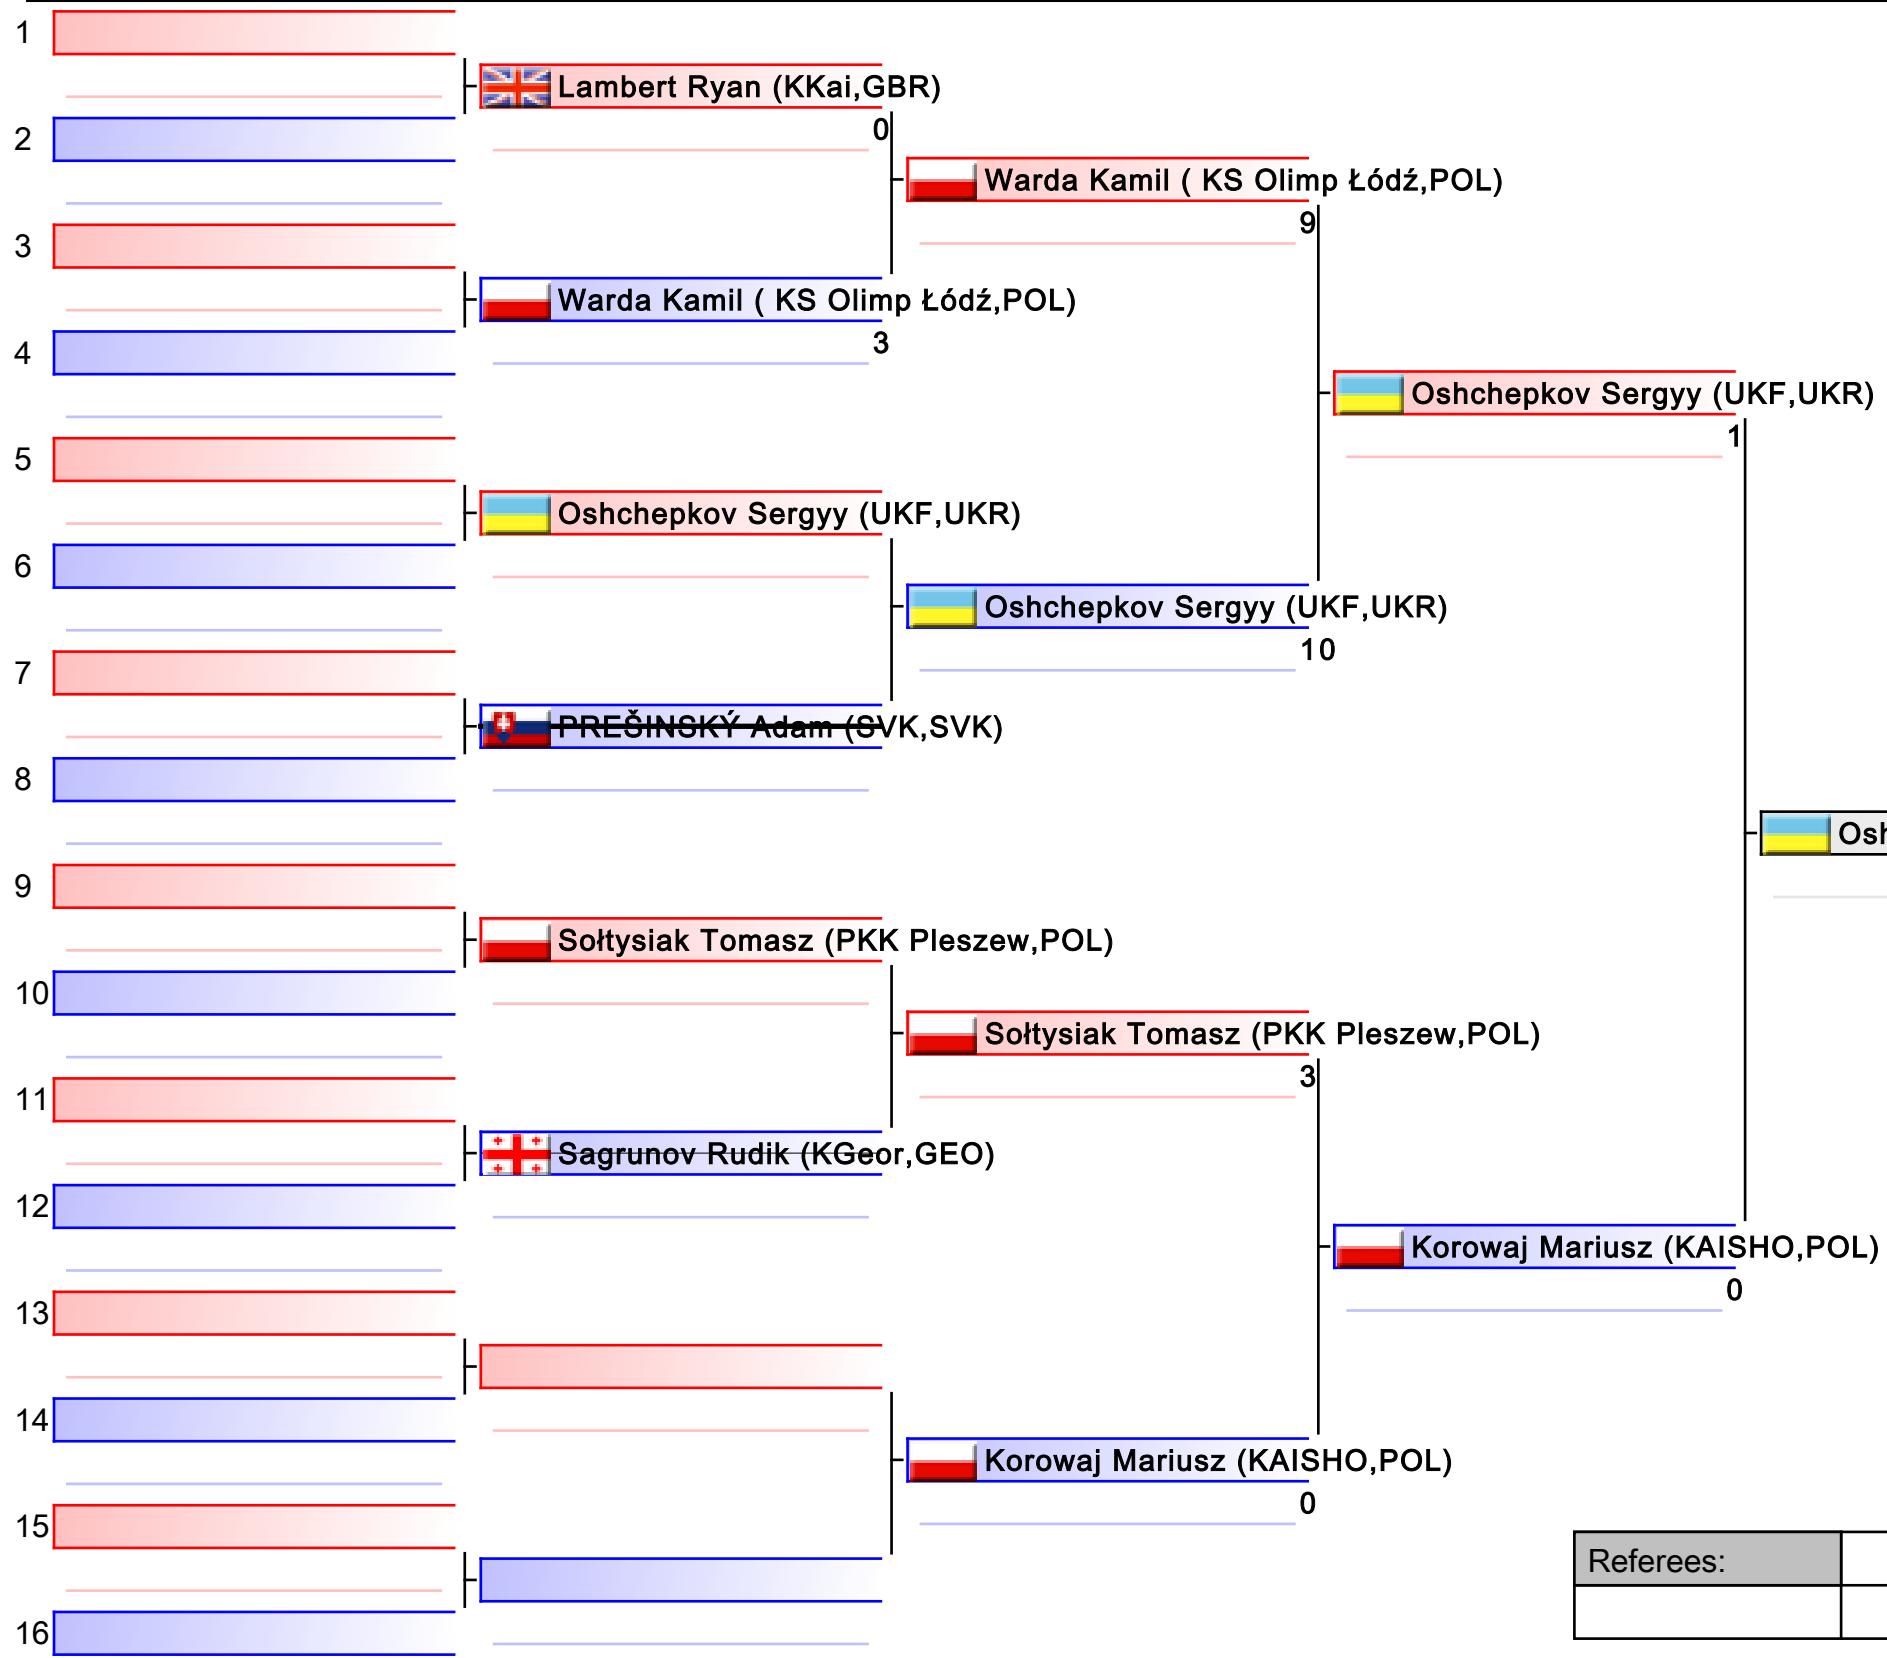 1
Lambert Ryan (KKai,GBR)
0
2
Warda Kamil ( KS Olimp Łódź,POL)
9
3
Warda Kamil ( KS Olimp Łódź,POL)
3
4
Oshchepkov Sergyy (UKF,UKR)
1
5
Oshchepkov Sergyy (UKF,UKR)
6
Oshchepkov Sergyy (UKF,UKR)
10
7
PREŠINSKÝ Adam (SVK,SVK)
8
Osh
9
Sołtysiak Tomasz (PKK Pleszew,POL)
10
Sołtysiak Tomasz (PKK Pleszew,POL)
3
11
Sagrunov Rudik (KGeor,GEO)
12
Korowaj Mariusz (KAISHO,POL)
0
13
14
Korowaj Mariusz (KAISHO,POL)
0
15
Referees:
16